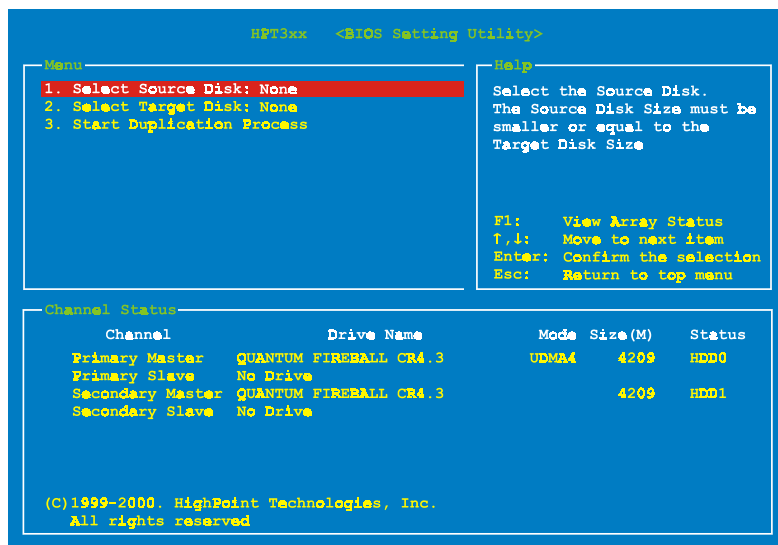 HPT3xx <BIOS Setting Utility>
Menu
1. Select Source Disk: None
2. Select Target Disk: None
3. Start Duplication Process
Help
Select the Source Disk.
The Source Disk Size must be
smaller or equal to the
Target Disk Size
F1: View Array Status
↑,↓: Move to next item
Enter: Confirm the selection
Esc: Return to top menu
Channel Status
Channel Drive Name Mode Size(M) Status
Primary Master QUANTUM FIREBALL CR4.3 UDMA4 4209 HDD0
Primary Slave No Drive
Secondary Master QUANTUM FIREBALL CR4.3 4209 HDD1
Secondary Slave No Drive
(C)1999-2000. HighPoint Technologies, Inc.
All rights reserved